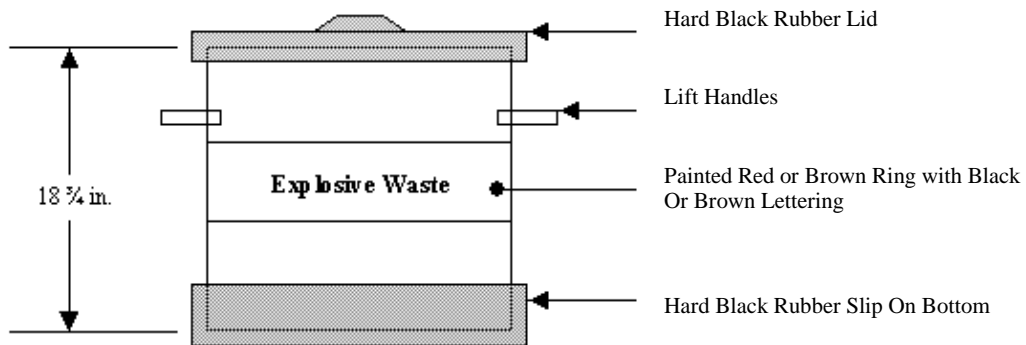 Hard Black Rubber Lid
Lift Handles
18 ¾ in.
Explosive Waste
Painted Red or Brown Ring with Black
Or Brown Lettering
Hard Black Rubber Slip On Bottom